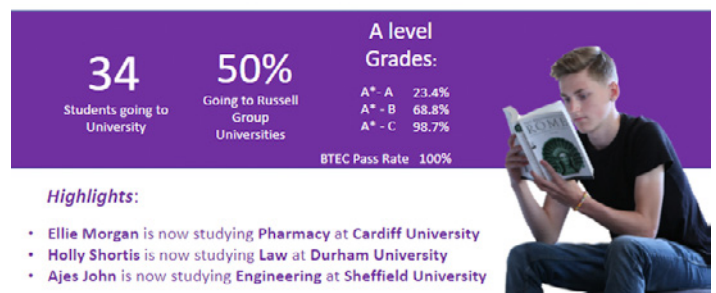 34
Students going to
University
50%
Going to Russell
Group
Universities
A level
Grades:
A*- A 23.4%
A* - B 68.8%
A* - C 98.7%
BTEC Pass Rate 100%
Highlights:
• Ellie Morgan is now studying Pharmacy at Cardiff University
• Holly Shortis is now studying Law at Durham University
• Ajes John is now studying Engineering at Sheffield University
ROME